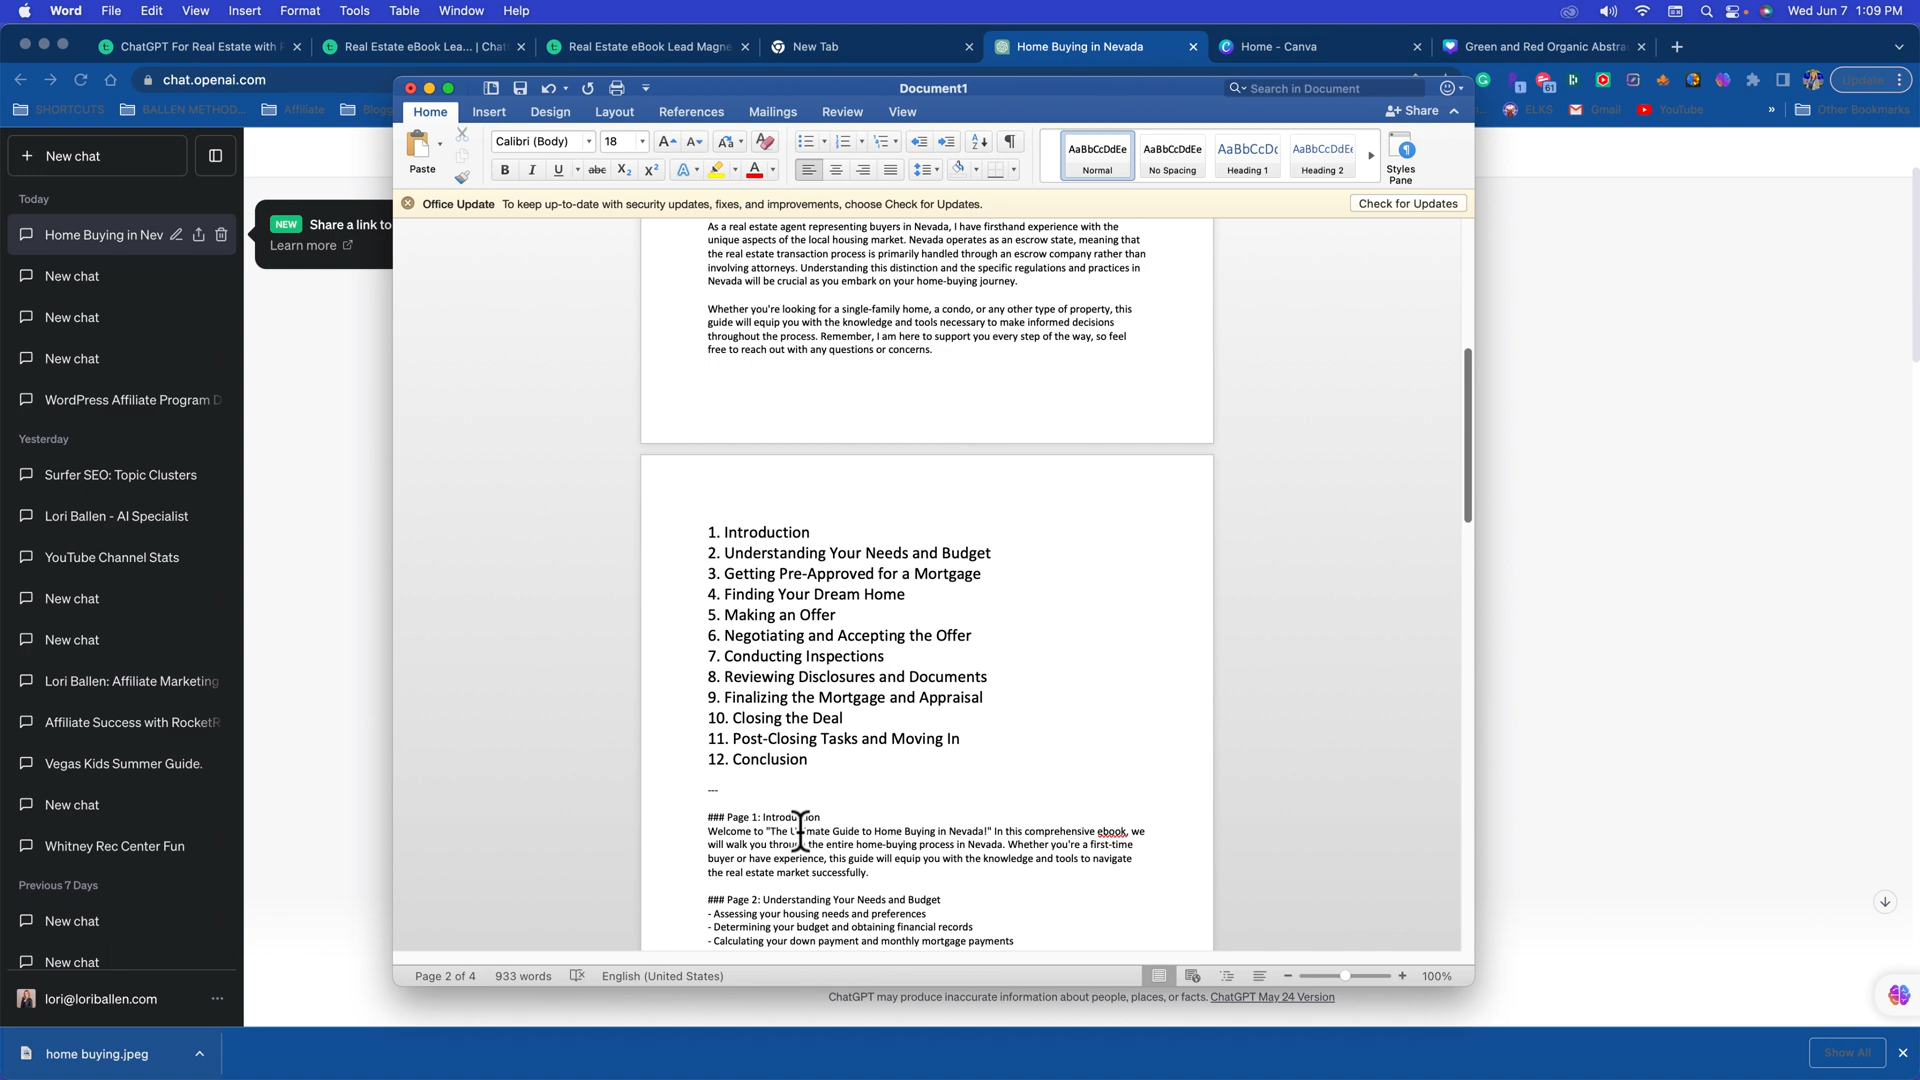 Word File Edit View Insert Format Tools Table Window Help
Wed Jun 7 1:09 PM
ChatGPT For Real Estate with
Real Estate eBook Lea... | Chat
Real Estate eBook Lead Magne
New Tab
Home Buying in Nevada
Home - Canva
Green and Red Organic Abstra
chat.openai.com
Update
SHORTCUTS
BALLEN METHOD...
Affiliate
Blogg
61
1
ELKS
Gmail
YouTube
»
Other Bookmarks
New chat
Today
Home Buying in Nev
New chat
New chat
New chat
WordPress Affiliate Program D
Yesterday
Surfer SEO: Topic Clusters
Lori Ballen - AI Specialist
YouTube Channel Stats
New chat
New chat
Lori Ballen: Affiliate Marketing
Affiliate Success with RocketR
Vegas Kids Summer Guide.
New chat
Whitney Rec Center Fun
Previous 7 Days
New chat
New chat
lori@loriballen.com
NEW Share a link to
Learn more
Document1
Search in Document
Home Insert Design Layout References Mailings Review View
Share
Paste
Calibri (Body)
18
AaBbCcDdEe
Normal
AaBbCcDdEe
No Spacing
AaBbCcDc
Heading 1
AaBbCcDdEe
Heading 2
Styles
Pane
Office Update To keep up-to-date with security updates, fixes, and improvements, choose Check for Updates.
Check for Updates
As a real estate agent representing buyers in Nevada, I have firsthand experience with the
unique aspects of the local housing market. Nevada operates as an escrow state, meaning that
the real estate transaction process is primarily handled through an escrow company rather than
involving attorneys. Understanding this distinction and the specific regulations and practices in
Nevada will be crucial as you embark on your home-buying journey.
Whether you're looking for a single-family home, a condo, or any other type of property, this
guide will equip you with the knowledge and tools necessary to make informed decisions
throughout the process. Remember, I am here to support you every step of the way, so feel
free to reach out with any questions or concerns.
1. Introduction
2. Understanding Your Needs and Budget
3. Getting Pre-Approved for a Mortgage
4. Finding Your Dream Home
5. Making an Offer
6. Negotiating and Accepting the Offer
7. Conducting Inspections
8. Reviewing Disclosures and Documents
9. Finalizing the Mortgage and Appraisal
10. Closing the Deal
11. Post-Closing Tasks and Moving In
12. Conclusion
---
### Page 1: Introduction
Welcome to "The Ultimate Guide to Home Buying in Nevada!" In this comprehensive ebook, we
will walk you through the entire home-buying process in Nevada. Whether you're a first-time
buyer or have experience, this guide will equip you with the knowledge and tools to navigate
the real estate market successfully.
### Page 2: Understanding Your Needs and Budget
- Assessing your housing needs and preferences
- Determining your budget and obtaining financial records
- Calculating your down payment and monthly mortgage payments
Page 2 of 4
933 words
English (United States)
100%
ChatGPT may produce inaccurate information about people, places, or facts. ChatGPT May 24 Version
home buying.jpeg
Show All